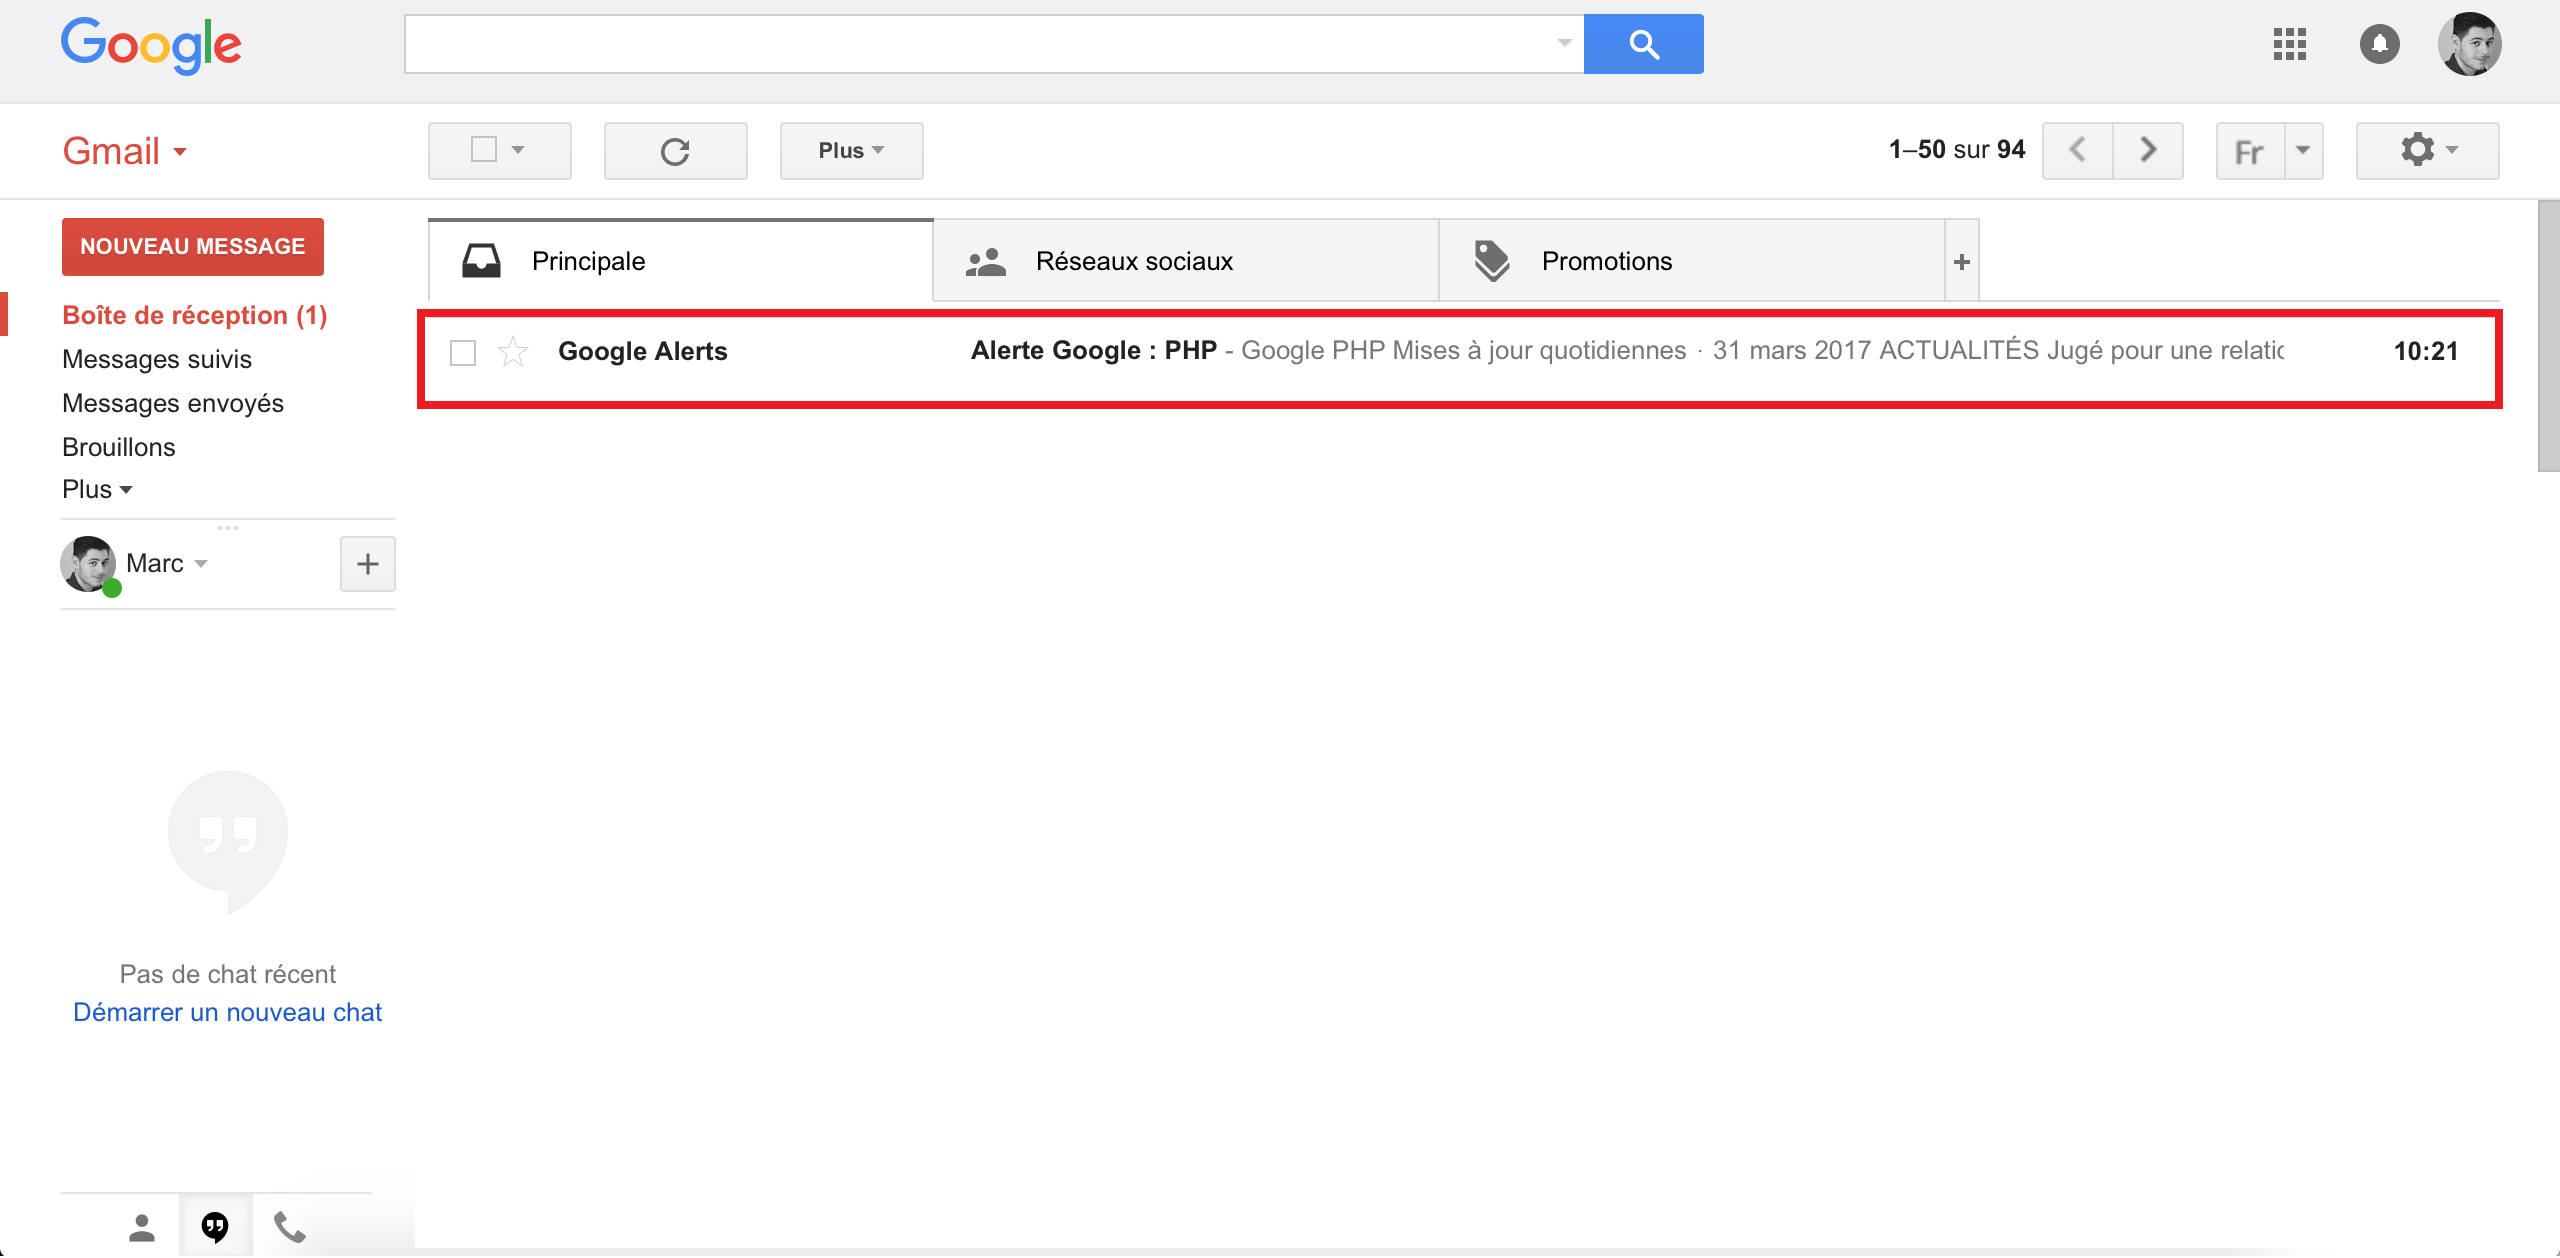 Google
Gmail
Plus
1–50 sur 94
Fr
NOUVEAU MESSAGE
Principale
Réseaux sociaux
Promotions
Boîte de réception (1)
Google Alerts
Alerte Google : PHP - Google PHP Mises à jour quotidiennes · 31 mars 2017 ACTUALITÉS Jugé pour une relatic
10:21
Messages suivis
Messages envoyés
Brouillons
Plus
Marc
Pas de chat récent
Démarrer un nouveau chat